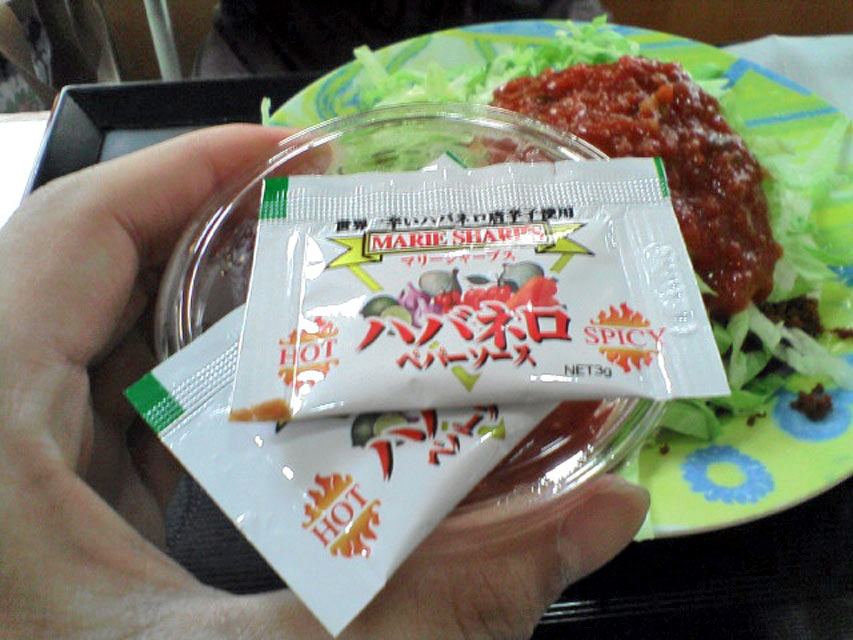 世界一辛いハバネロ唐辛子使用
MARIE SHARP'S
マリーシャープス
ハバネロ
ペパーソース
HOT
SPICY
NET3g
HOT